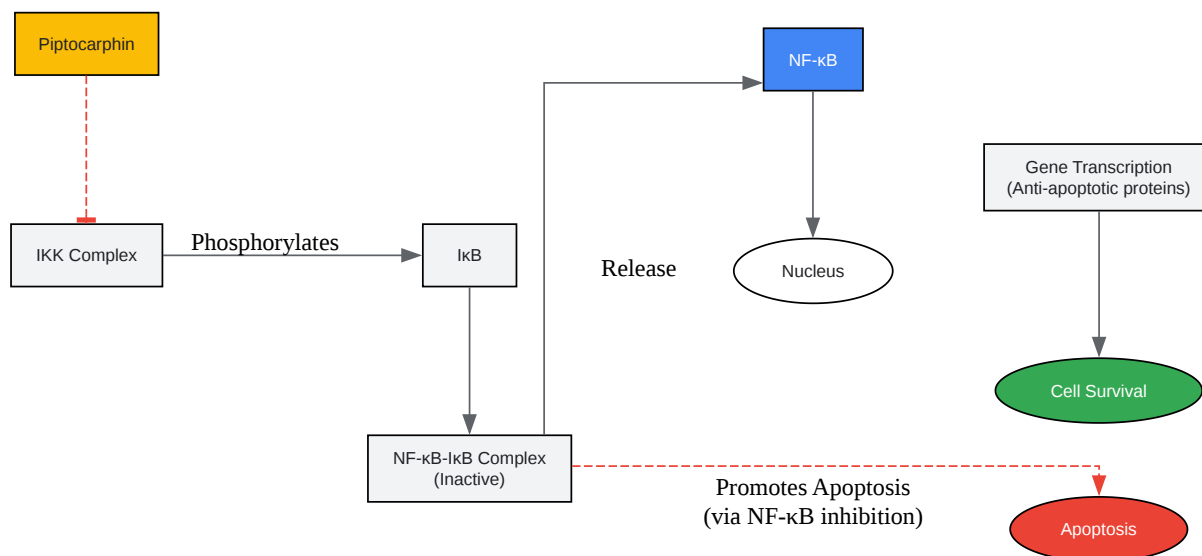 Piptocarphin
NF-κB
Gene Transcription
(Anti-apoptotic proteins)
IKK Complex
Phosphorylates
IκB
Release
Nucleus
Cell Survival
NF-κB-IκB Complex
(Inactive)
Promotes Apoptosis
(via NF-κB inhibition)
Apoptosis